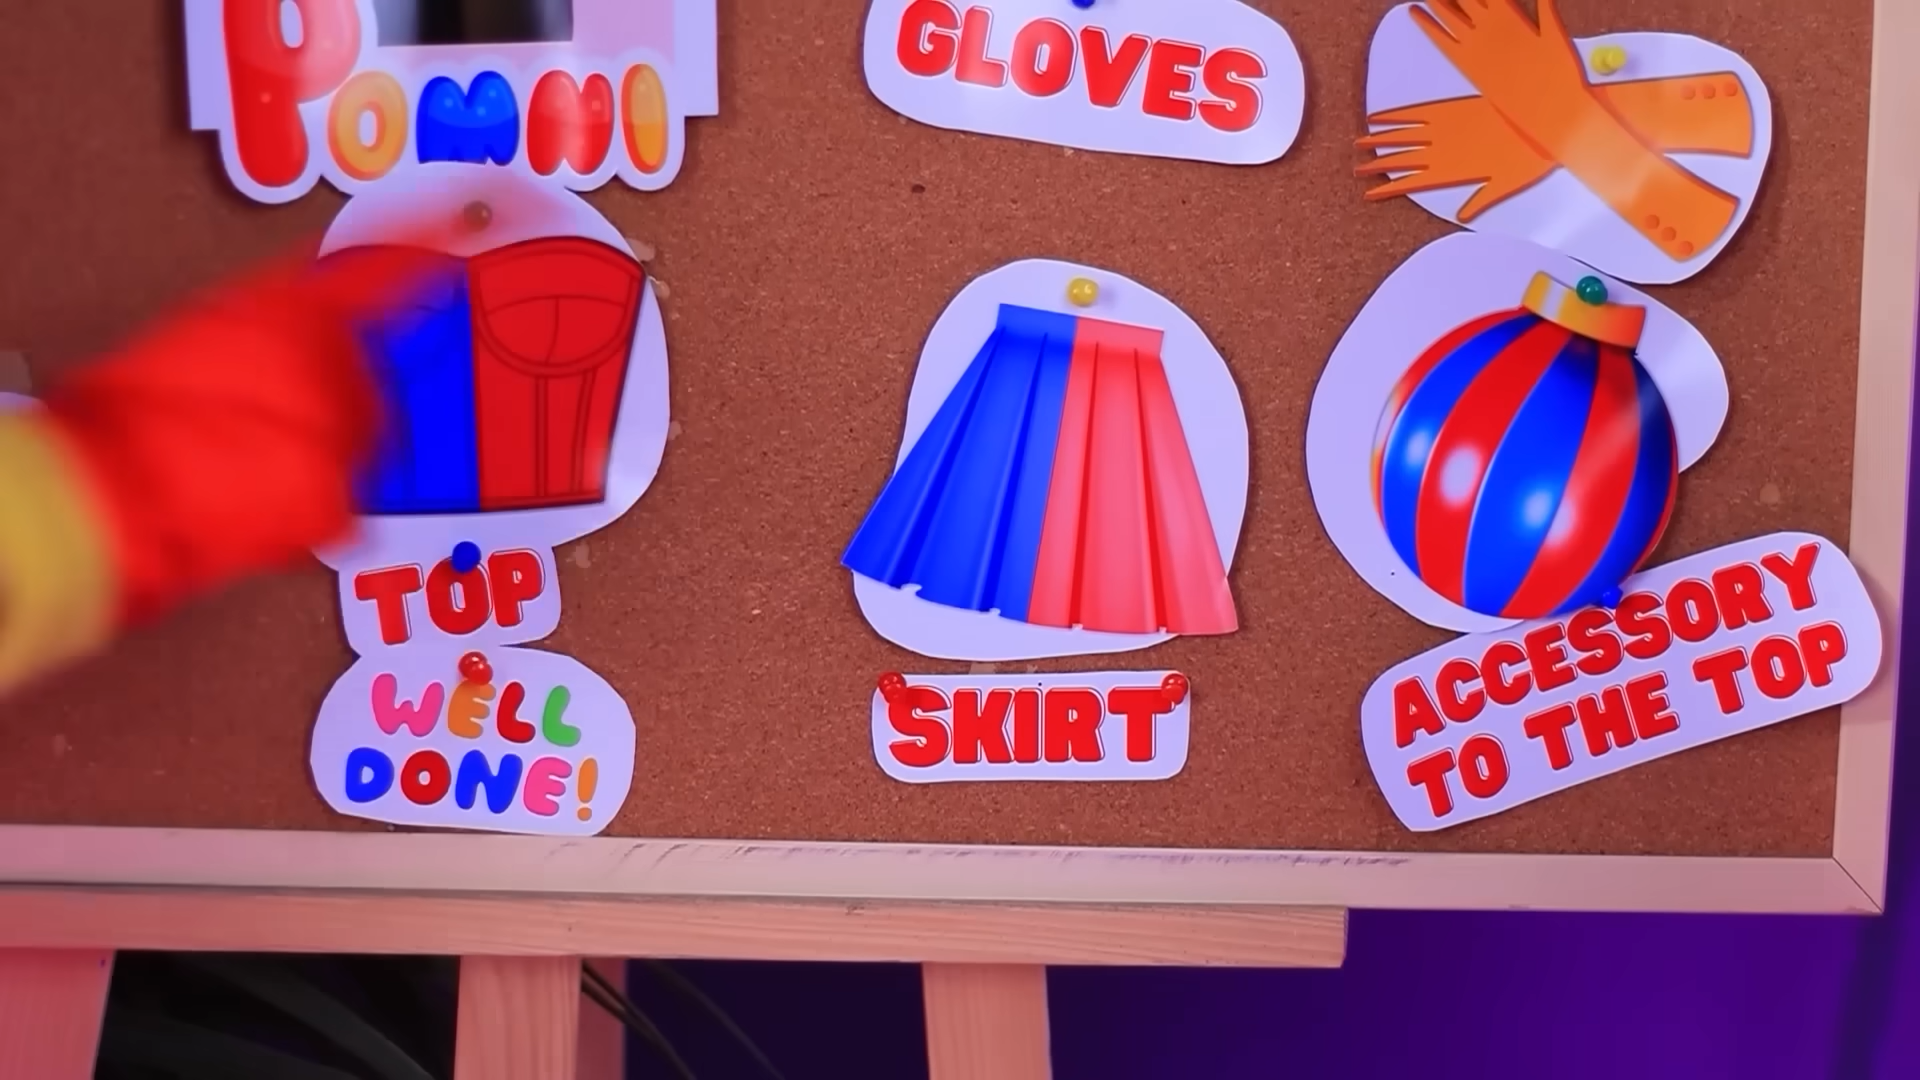 POMNI
GLOVES
TOP
WELL
DONE!
SKIRT
ACCESSORY
TO THE TOP